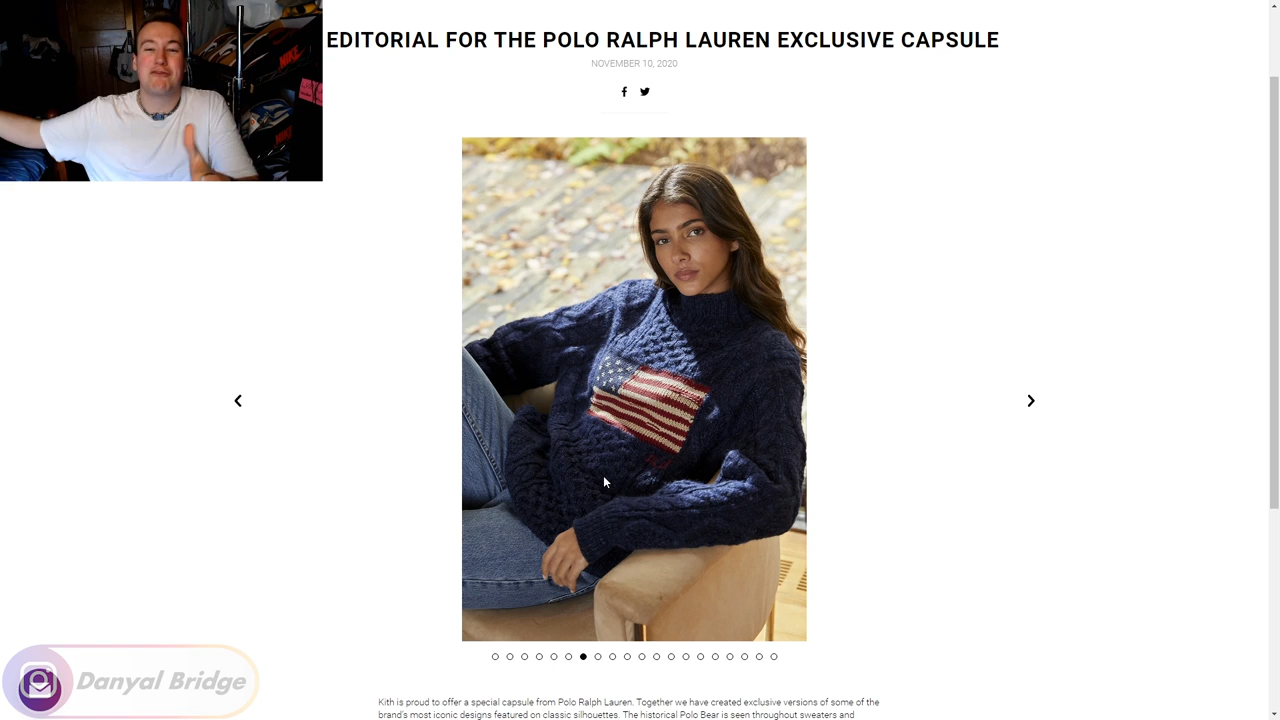 EDITORIAL FOR THE POLO RALPH LAUREN EXCLUSIVE CAPSULE
NOVEMBER 10, 2020
NIKE
NIKE
Kith is proud to offer a special capsule from Polo Ralph Lauren. Together we have created exclusive versions of some of the
brand's most iconic designs featured on classic silhouettes. The historical Polo Bear is seen throughout sweaters and
Danyal Bridge